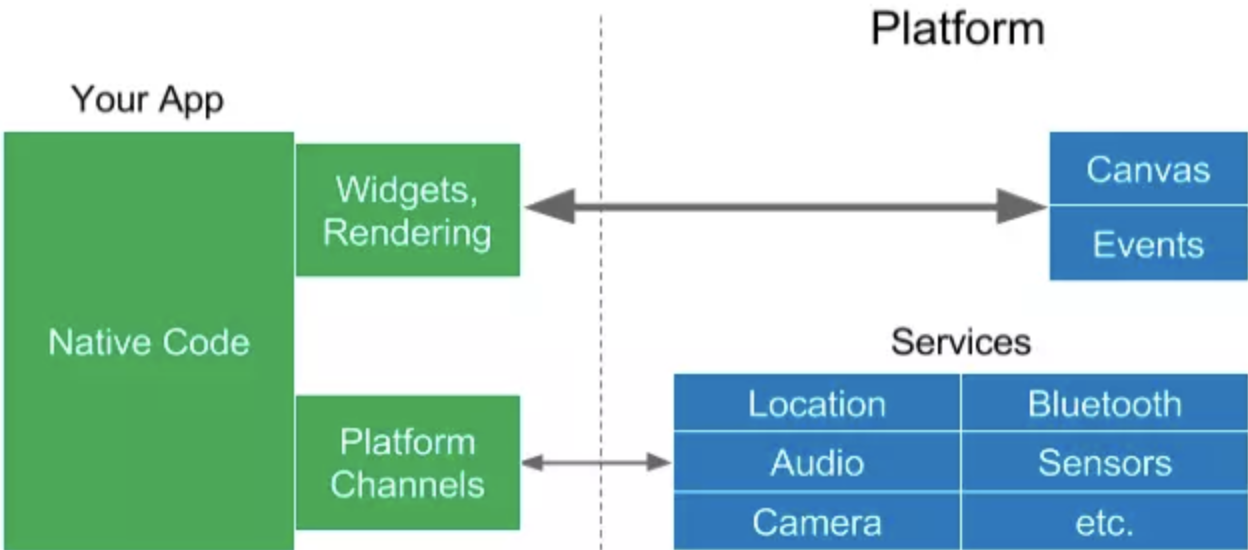 Platform
Your App
Widgets,
Rendering
Canvas
Events
Native Code
Services
Platform
Channels
Location
Bluetooth
Audio
Sensors
Camera
etc.